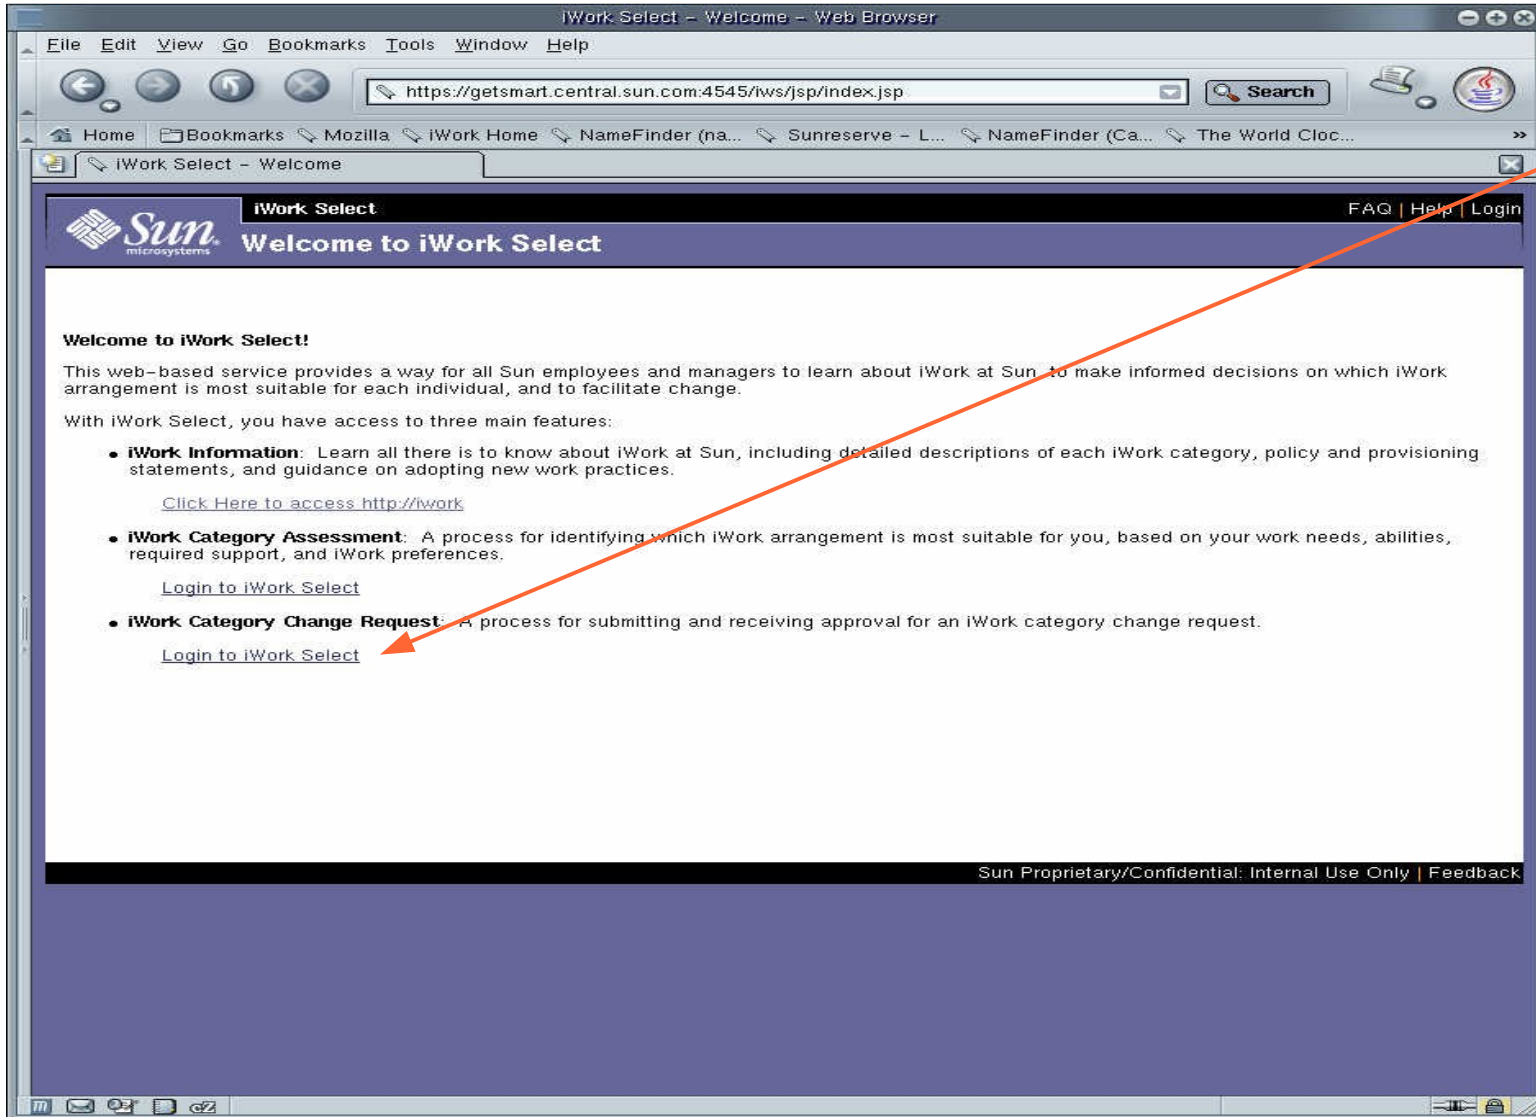 iWork Select – Welcome – Web Browser
File Edit View Go Bookmarks Tools Window Help
https://getsmart.central.sun.com:4545/iws/jsp/index.jsp
Search
Home Bookmarks Mozilla iWork Home NameFinder (na... Sunreserve – L... NameFinder (Ca... The World Cloc... »
iWork Select – Welcome
iWork Select
FAQ | Help | Login
Sun microsystems
Welcome to iWork Select
Welcome to iWork Select!
This web-based service provides a way for all Sun employees and managers to learn about iWork at Sun, to make informed decisions on which iWork
arrangement is most suitable for each individual, and to facilitate change.
With iWork Select, you have access to three main features:
• iWork Information: Learn all there is to know about iWork at Sun, including detailed descriptions of each iWork category, policy and provisioning
statements, and guidance on adopting new work practices.
Click Here to access http://iwork
• iWork Category Assessment: A process for identifying which iWork arrangement is most suitable for you, based on your work needs, abilities,
required support, and iWork preferences.
Login to iWork Select
• iWork Category Change Request: A process for submitting and receiving approval for an iWork category change request.
Login to iWork Select
Sun Proprietary/Confidential: Internal Use Only | Feedback